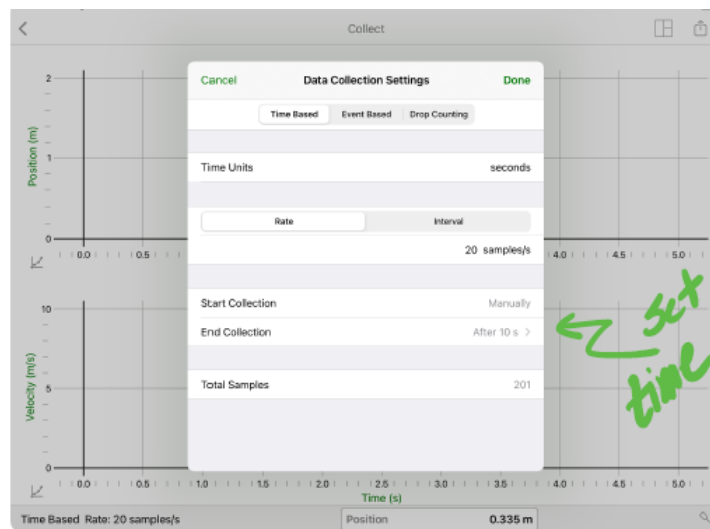 Collect
Cancel Data Collection Settings Done
Time Based Event Based Drop Counting
Time Units seconds
Rate Interval
20 samples/s
Start Collection Manually
End Collection After 10 s
Total Samples 201
Position (m)
2
1
0
0.0 0.5 4.0 4.5 5.0
set
time
Velocity (m/s)
10
5
0
0.0 0.5 1.0 1.5 2.0 2.5 3.0 3.5 4.0 4.5 5.0
Time (s)
Time Based Rate: 20 samples/s Position 0.335 m